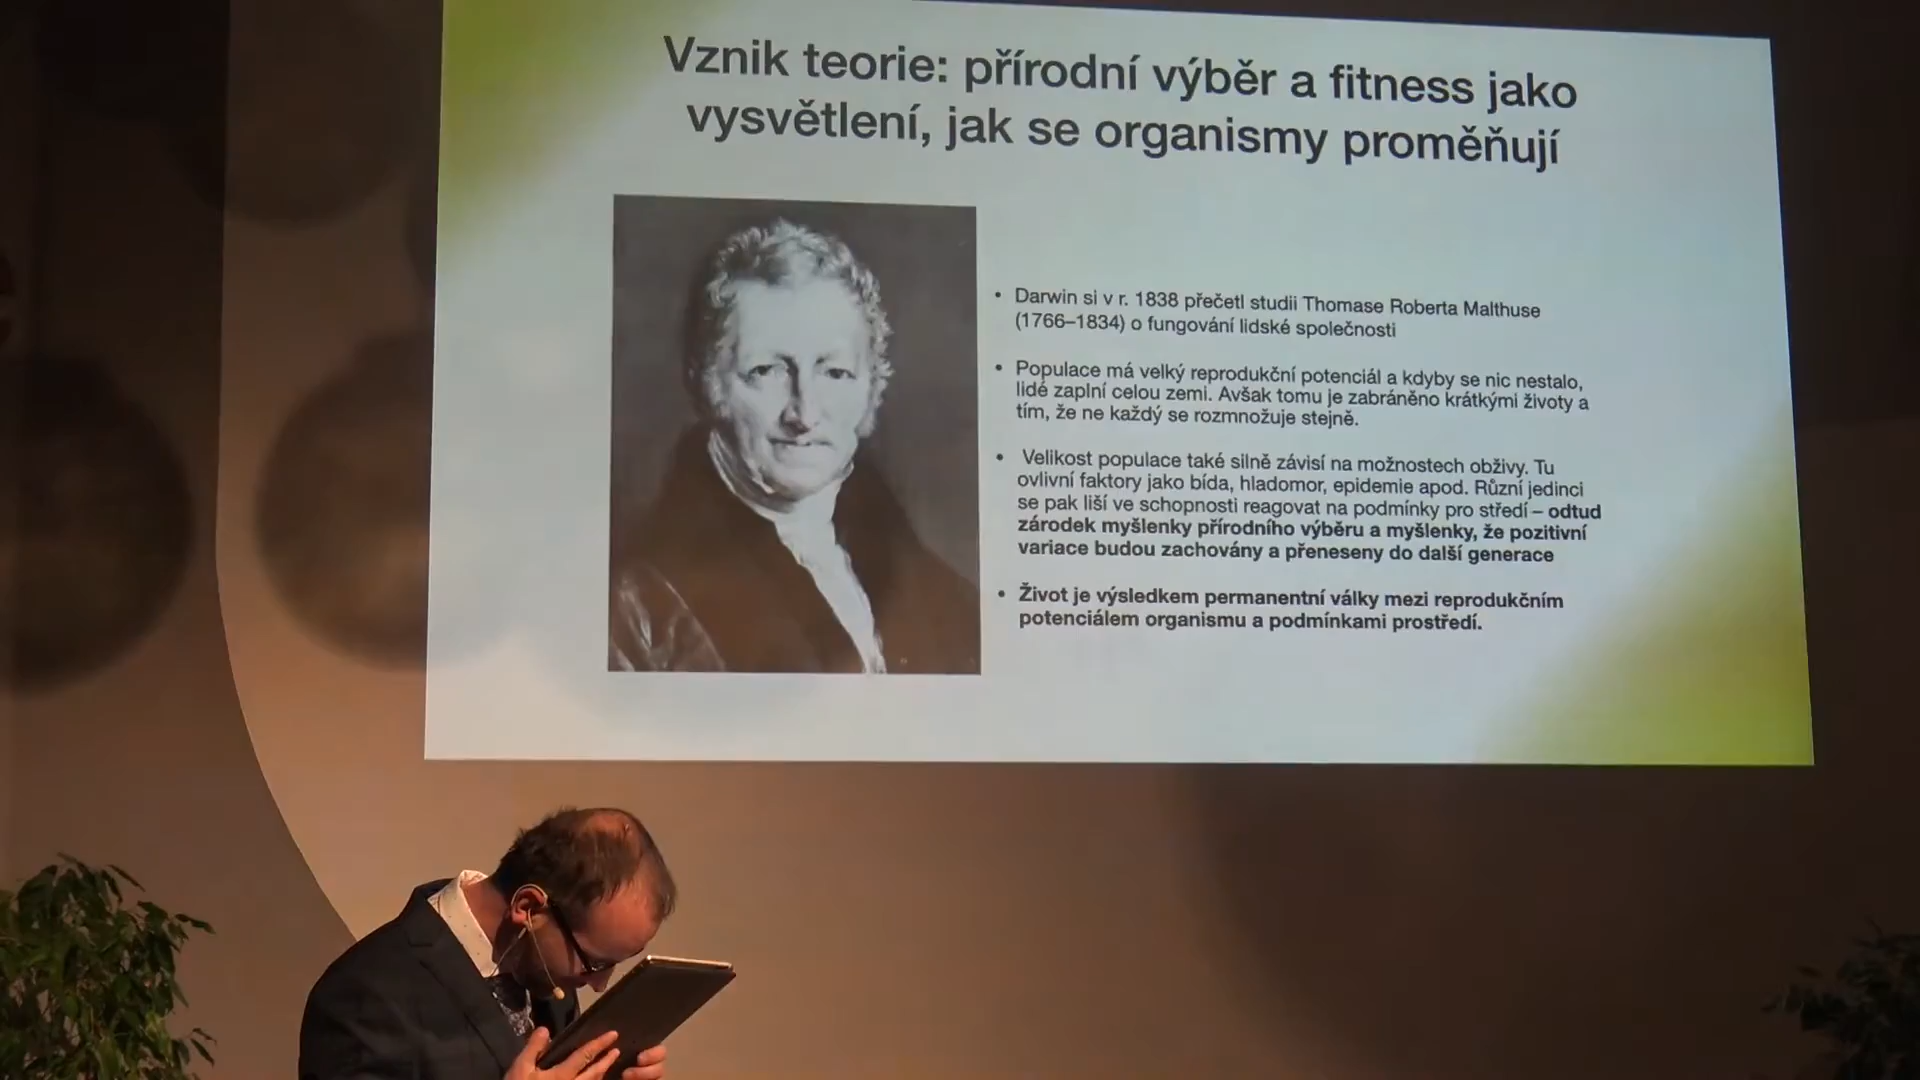 Vznik teorie: přírodní výběr a fitness jako
vysvětlení, jak se organismy proměňují
• Darwin si v r. 1838 přečetl studii Thomase Roberta Malthuse
(1766–1834) o fungování lidské společnosti
• Populace má velký reprodukční potenciál a kdyby se nic nestalo,
lidé zaplní celou zemi. Avšak tomu je zabráněno krátkými životy a
tím, že ne každý se rozmnožuje stejně.
• Velikost populace také silně závisí na možnostech obživy. Tu
ovlivní faktory jako bída, hladomor, epidemie apod. Různí jedinci
se pak liší ve schopnosti reagovat na podmínky pro středí – odtud
zárodek myšlenky přírodního výběru a myšlenky, že pozitivní
variace budou zachovány a přeneseny do další generace
• Život je výsledkem permanentní války mezi reprodukčním
potenciálem organismu a podmínkami prostředí.